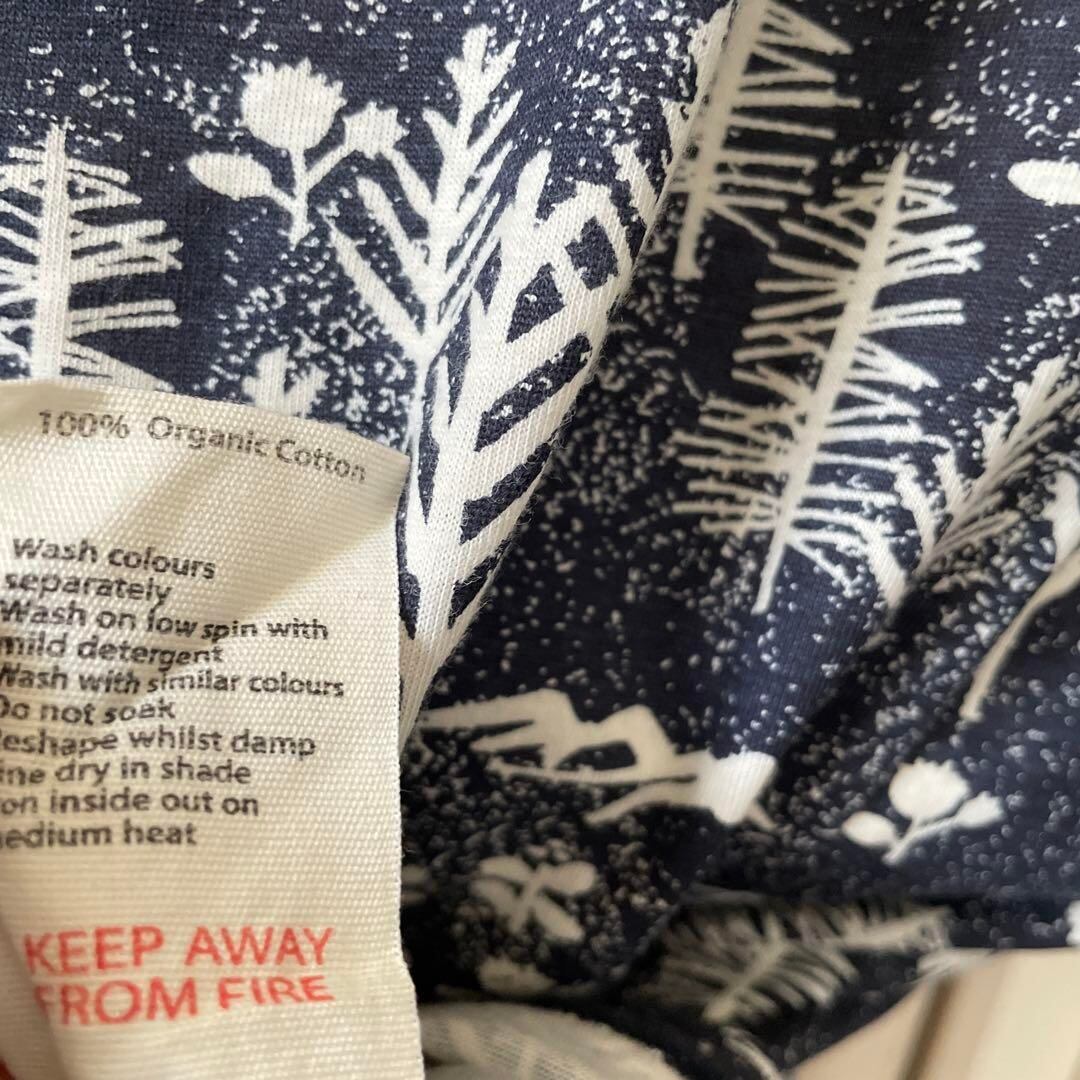 100% Organic Cotton
Wash colours
separately
Wash on low spin with
mild detergent
Wash with similar colours
Do not soak
Reshape whilst damp
ine dry in shade
on inside out on
medium heat
KEEP AWAY
FROM FIRE